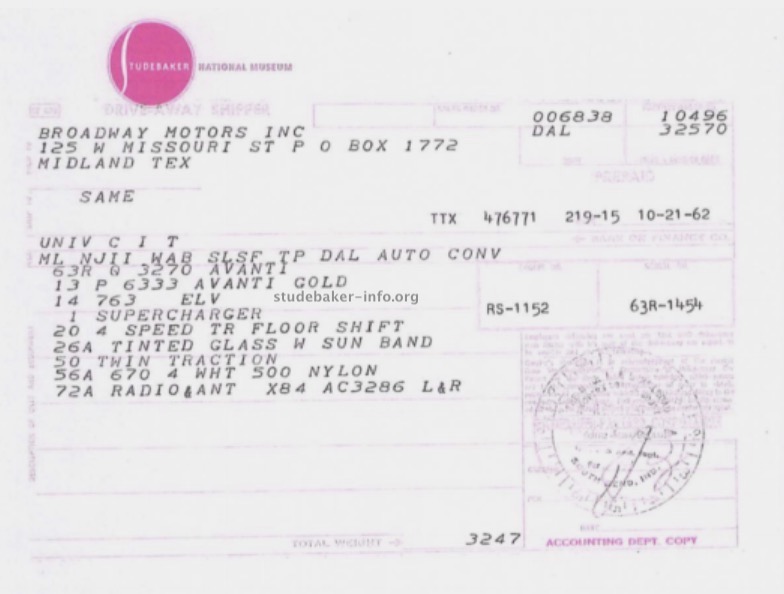 STUDEBAKER NATIONAL MUSEUM
DRIVE-AWAY SHIPPER
006838 10496
BROADWAY MOTORS INC DAL 32570
125 W MISSOURI ST P O BOX 1772
MIDLAND TEX
PREPAID
SAME
TTX 476771 219-15 10-21-62
UNIV C I T
ML NJII WAB SLSF TP DAL AUTO CONV
63R Q 3270 AVANTI
13 P 6333 AVANTI GOLD
14 763 ELV
studebaker-info.org
1 SUPERCHARGER
RS-1152 63R-1454
20 4 SPEED TR FLOOR SHIFT
26A TINTED GLASS W SUN BAND
50 TWIN TRACTION
56A 670 4 WHT 500 NYLON
72A RADIO&ANT X84 AC3286 L&R
SOUTH BEND, IND.
TOTAL WEIGHT 3247
ACCOUNTING DEPT. COPY